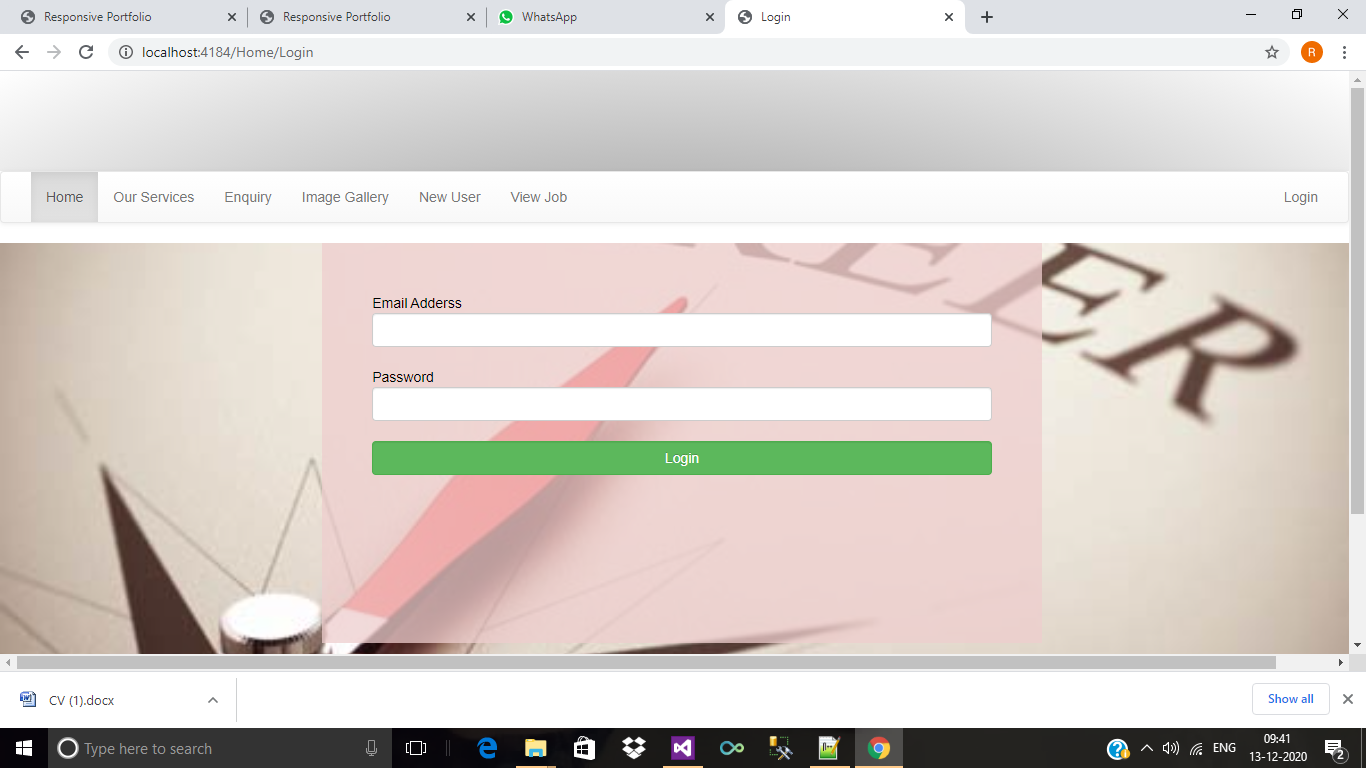 Responsive Portfolio
Responsive Portfolio
WhatsApp
Login
localhost:4184/Home/Login
R
Home
Our Services
Enquiry
Image Gallery
New User
View Job
Login
EER
Email Adderss
Password
Login
CV (1).docx
Show all
Type here to search
ENG
09:41
13-12-2020
2